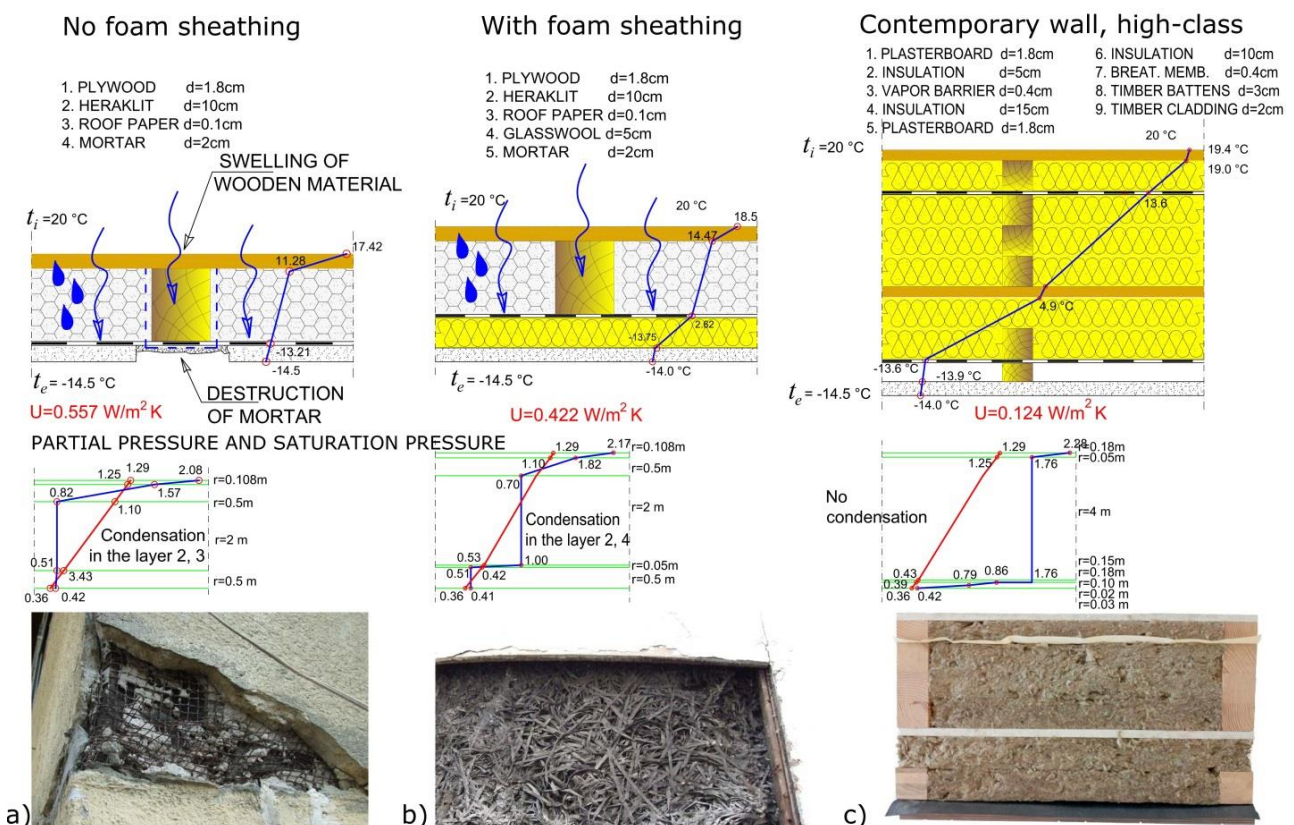 No foam sheathing
1. PLYWOOD d=1.8cm
2. HERAKLIT d=10cm
3. ROOF PAPER d=0.1cm
4. MORTAR d=2cm
SWELLING OF
WOODEN MATERIAL
ti =20 °C
17.42
11.28
-13.21
-14.5
te = -14.5 °C
DESTRUCTION
OF MORTAR
U=0.557 W/m² K
With foam sheathing
1. PLYWOOD d=1.8cm
2. HERAKLIT d=10cm
3. ROOF PAPER d=0.1cm
4. GLASSWOOL d=5cm
5. MORTAR d=2cm
ti =20 °C
20 °C
18.5
14.47
2.62
-13.75
-14.0 °C
U=0.422 W/m² K
Contemporary wall, high-class
1. PLASTERBOARD d=1.8cm
2. INSULATION d=5cm
3. VAPOR BARRIER d=0.4cm
4. INSULATION d=15cm
5. PLASTERBOARD d=1.8cm
6. INSULATION d=10cm
7. BREAT. MEMB. d=0.4cm
8. TIMBER BATTENS d=3cm
9. TIMBER CLADDING d=2cm
ti =20 °C
20 °C
19.4 °C
19.0 °C
13.6
4.9 °C
-13.6 °C
-13.9 °C
te = -14.5 °C
-14.0 °C
U=0.124 W/m² K
PARTIAL PRESSURE AND SATURATION PRESSURE
1.29
2.08
1.25
r=0.108m
0.82
1.57
r=0.5m
1.10
Condensation
in the layer 2, 3
r=2 m
0.51
3.43
r=0.5 m
0.36
0.42
1.29
2.17
r=0.108m
1.10
1.82
r=0.5m
0.70
r=2 m
Condensation
in the layer 2, 4
0.53
1.00
r=0.05m
0.51
0.42
r=0.5 m
0.36
0.41
1.29
2.28
r=0.18m
1.25
1.76
r=0.05m
No
condensation
r=4 m
0.43
0.79
0.86
1.76
r=0.15m
r=0.18m
0.39
r=0.10 m
0.36
0.42
r=0.02 m
r=0.03 m
a)
b)
c)